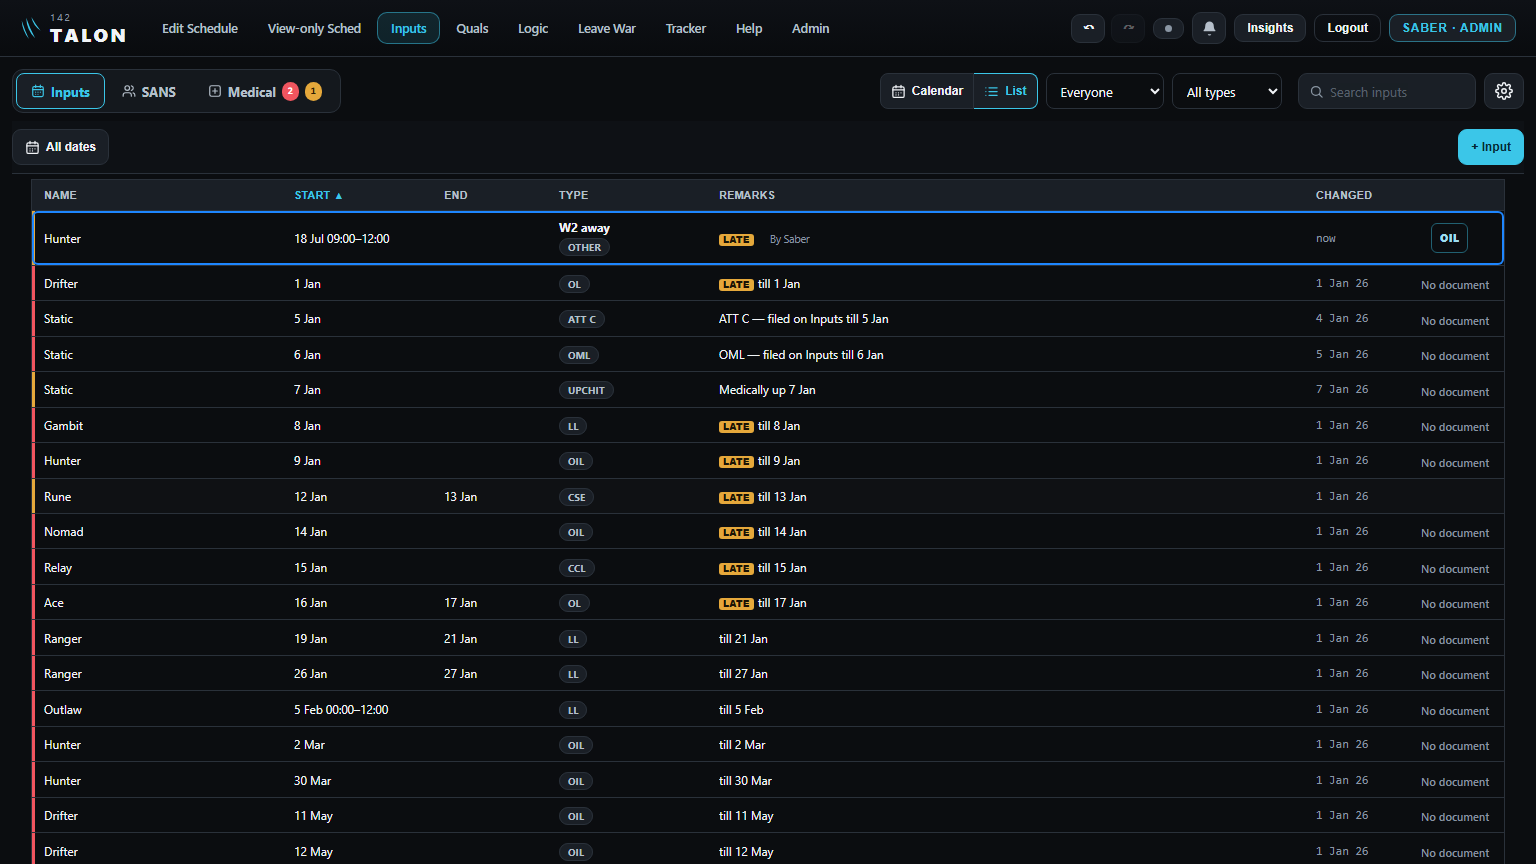 142
TALON
Edit Schedule
View-only Sched
Inputs
Quals
Logic
Leave War
Tracker
Help
Admin
Insights
Logout
SABER · ADMIN
Inputs
SANS
Medical 2 1
Calendar
List
Everyone
All types
Search inputs
All dates
+ Input
NAME START ▲ END TYPE REMARKS CHANGED
Hunter 18 Jul 09:00–12:00 W2 away OTHER LATE By Saber now OIL
Drifter 1 Jan OL LATE till 1 Jan 1 Jan 26 No document
Static 5 Jan ATT C ATT C — filed on Inputs till 5 Jan 4 Jan 26 No document
Static 6 Jan OML OML — filed on Inputs till 6 Jan 5 Jan 26 No document
Static 7 Jan UPCHIT Medically up 7 Jan 7 Jan 26 No document
Gambit 8 Jan LL LATE till 8 Jan 1 Jan 26 No document
Hunter 9 Jan OIL LATE till 9 Jan 1 Jan 26 No document
Rune 12 Jan 13 Jan CSE LATE till 13 Jan 1 Jan 26
Nomad 14 Jan OIL LATE till 14 Jan 1 Jan 26 No document
Relay 15 Jan CCL LATE till 15 Jan 1 Jan 26 No document
Ace 16 Jan 17 Jan OL LATE till 17 Jan 1 Jan 26 No document
Ranger 19 Jan 21 Jan LL till 21 Jan 1 Jan 26 No document
Ranger 26 Jan 27 Jan LL till 27 Jan 1 Jan 26 No document
Outlaw 5 Feb 00:00–12:00 LL till 5 Feb 1 Jan 26 No document
Hunter 2 Mar OIL till 2 Mar 1 Jan 26 No document
Hunter 30 Mar OIL till 30 Mar 1 Jan 26 No document
Drifter 11 May OIL till 11 May 1 Jan 26 No document
Drifter 12 May OIL till 12 May 1 Jan 26 No document